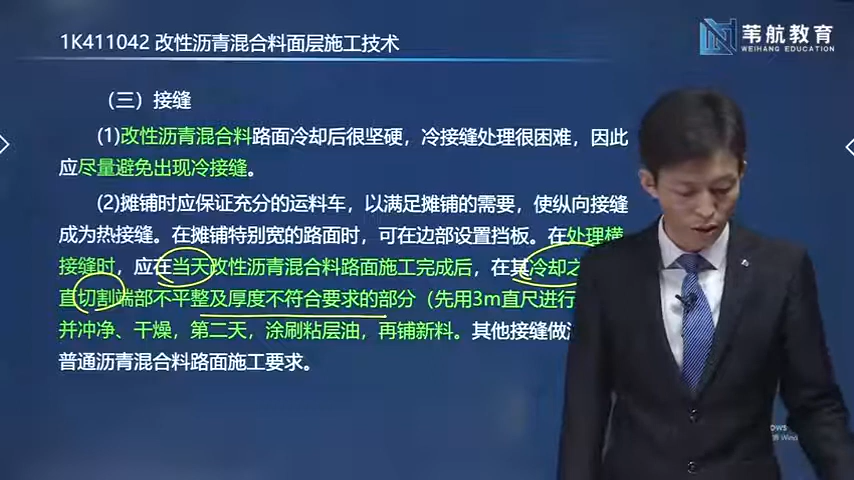 1K411042 改性沥青混合料面层施工技术
苇航教育
WEIHANG EDUCATION
（三）接缝
(1)改性沥青混合料路面冷却后很坚硬，冷接缝处理很困难，因此
应尽量避免出现冷接缝。
(2)摊铺时应保证充分的运料车，以满足摊铺的需要，使纵向接缝
成为热接缝。在摊铺特别宽的路面时，可在边部设置挡板。在处理横
接缝时，应在当天改性沥青混合料路面施工完成后，在其冷却之
直切割端部不平整及厚度不符合要求的部分（先用3m直尺进行
并冲净、干燥，第二天，涂刷粘层油，再铺新料。其他接缝做
普通沥青混合料路面施工要求。